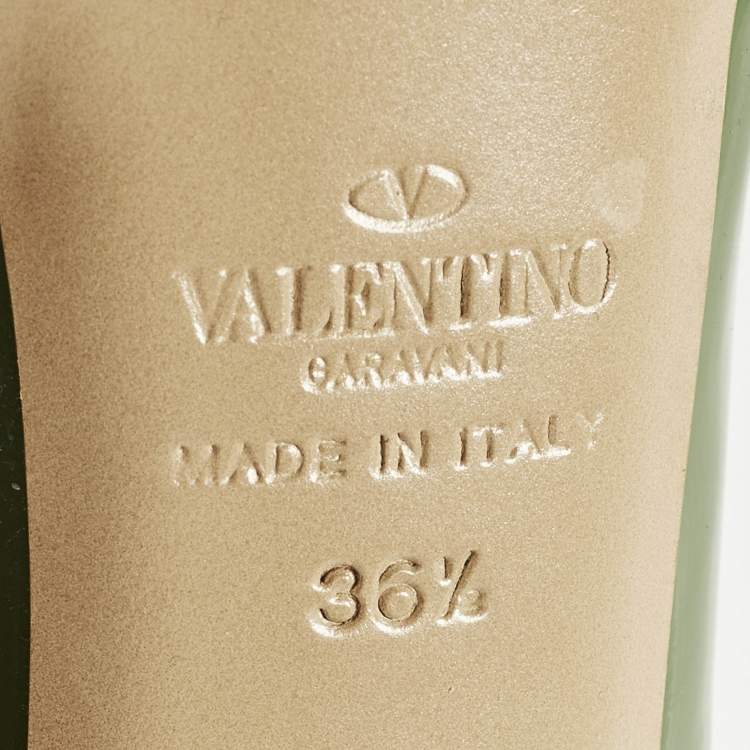 V
VALENTINO
GARAVANI
MADE IN ITALY
36½